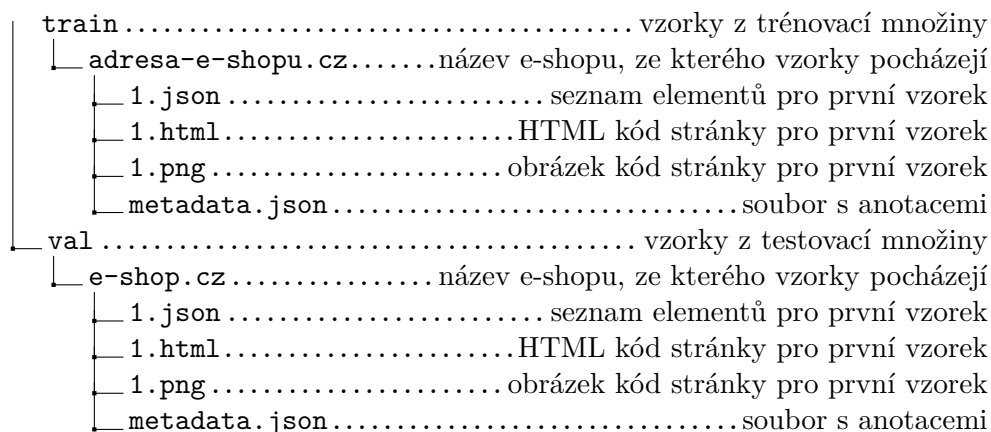 train ................................ vzorky z trénovací množiny
adresa-e-shopu.cz.......název e-shopu, ze kterého vzorky pocházejí
1.json ......................... seznam elementů pro první vzorek
1.html.......................HTML kód stránky pro první vzorek
1.png........................obrázek kód stránky pro první vzorek
metadata.json................................soubor s anotacemi
val ................................. vzorky z testovací množiny
e-shop.cz................název e-shopu, ze kterého vzorky pocházejí
1.json ......................... seznam elementů pro první vzorek
1.html.......................HTML kód stránky pro první vzorek
1.png........................obrázek kód stránky pro první vzorek
metadata.json................................soubor s anotacemi